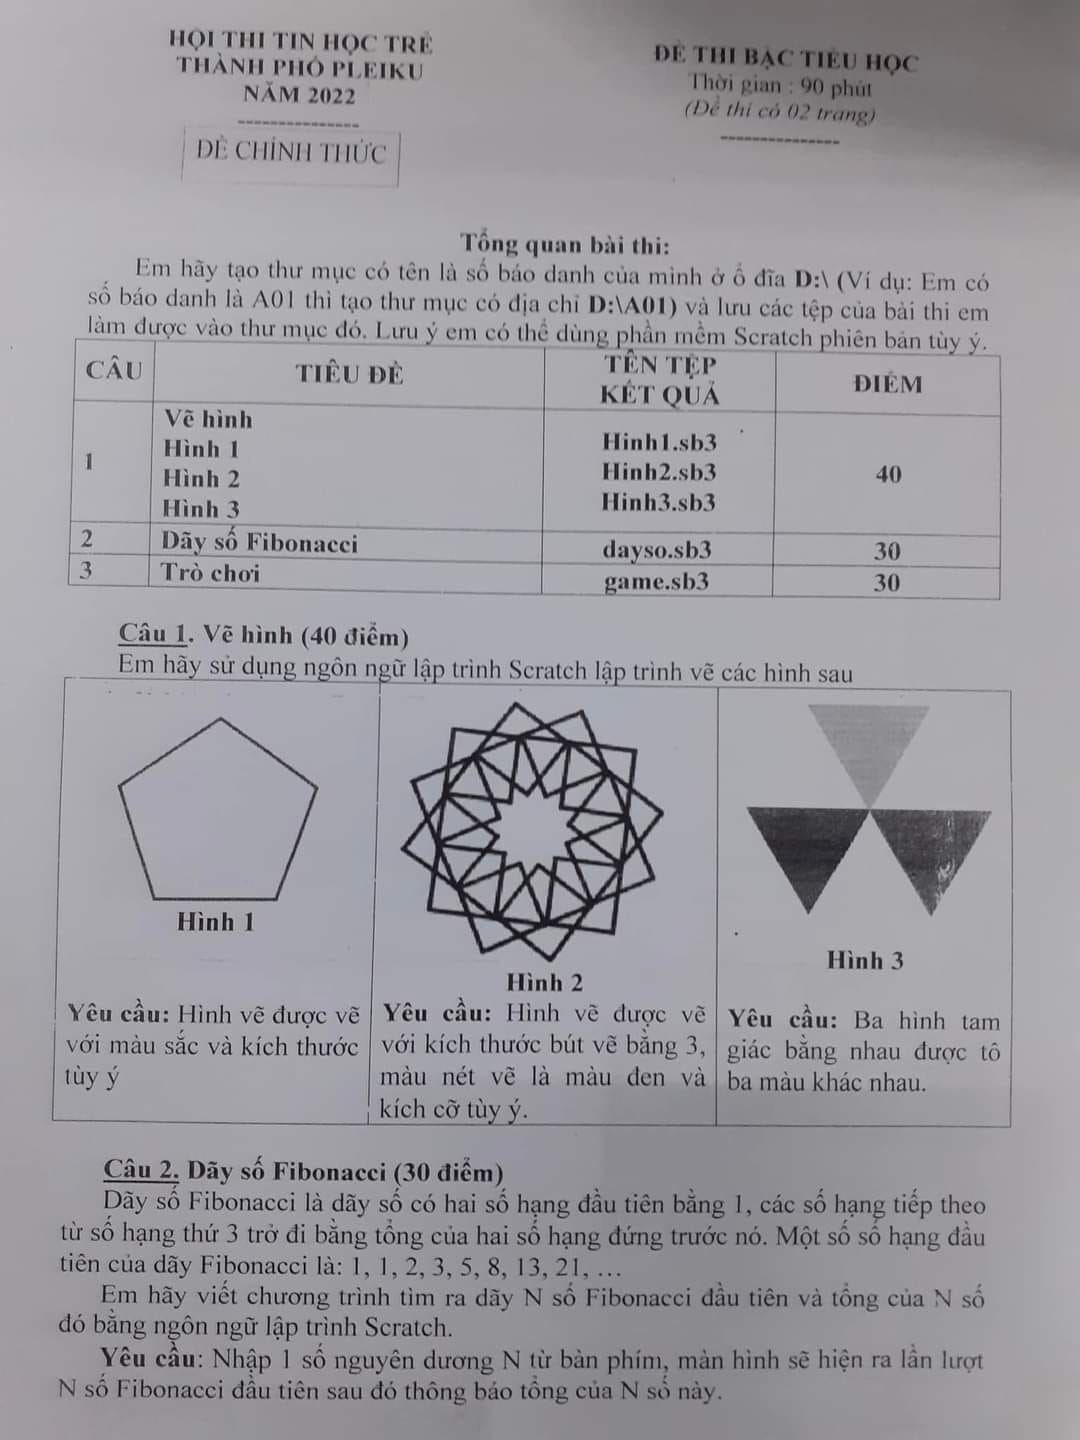 HỘI THI TIN HỌC TRẺ
THÀNH PHỐ PLEIKU
NĂM 2022
---------------
ĐỀ CHÍNH THỨC
ĐỀ THI BẬC TIỂU HỌC
Thời gian : 90 phút
(Đề thi có 02 trang)
---------------
Tổng quan bài thi:
Em hãy tạo thư mục có tên là số báo danh của mình ở ổ đĩa D:\ (Ví dụ: Em có
số báo danh là A01 thì tạo thư mục có địa chỉ D:\A01) và lưu các tệp của bài thi em
làm được vào thư mục đó. Lưu ý em có thể dùng phần mềm Scratch phiên bản tùy ý.
CÂU TIÊU ĐỀ TÊN TỆP KẾT QUẢ ĐIỂM
1
Vẽ hình
Hình 1 Hinh1.sb3
Hình 2 Hinh2.sb3 40
Hình 3 Hinh3.sb3
2 Dãy số Fibonacci dayso.sb3 30
3 Trò chơi game.sb3 30
Câu 1. Vẽ hình (40 điểm)
Em hãy sử dụng ngôn ngữ lập trình Scratch lập trình vẽ các hình sau
Hình 1
Yêu cầu: Hình vẽ được vẽ
với màu sắc và kích thước
tùy ý
Hình 2
Yêu cầu: Hình vẽ được vẽ
với kích thước bút vẽ bằng 3,
màu nét vẽ là màu đen và
kích cỡ tùy ý.
Hình 3
Yêu cầu: Ba hình tam
giác bằng nhau được tô
ba màu khác nhau.
Câu 2. Dãy số Fibonacci (30 điểm)
Dãy số Fibonacci là dãy số có hai số hạng đầu tiên bằng 1, các số hạng tiếp theo
từ số hạng thứ 3 trở đi bằng tổng của hai số hạng đứng trước nó. Một số số hạng đầu
tiên của dãy Fibonacci là: 1, 1, 2, 3, 5, 8, 13, 21, …
Em hãy viết chương trình tìm ra dãy N số Fibonacci đầu tiên và tổng của N số
đó bằng ngôn ngữ lập trình Scratch.
Yêu cầu: Nhập 1 số nguyên dương N từ bàn phím, màn hình sẽ hiện ra lần lượt
N số Fibonacci đầu tiên sau đó thông báo tổng của N số này.